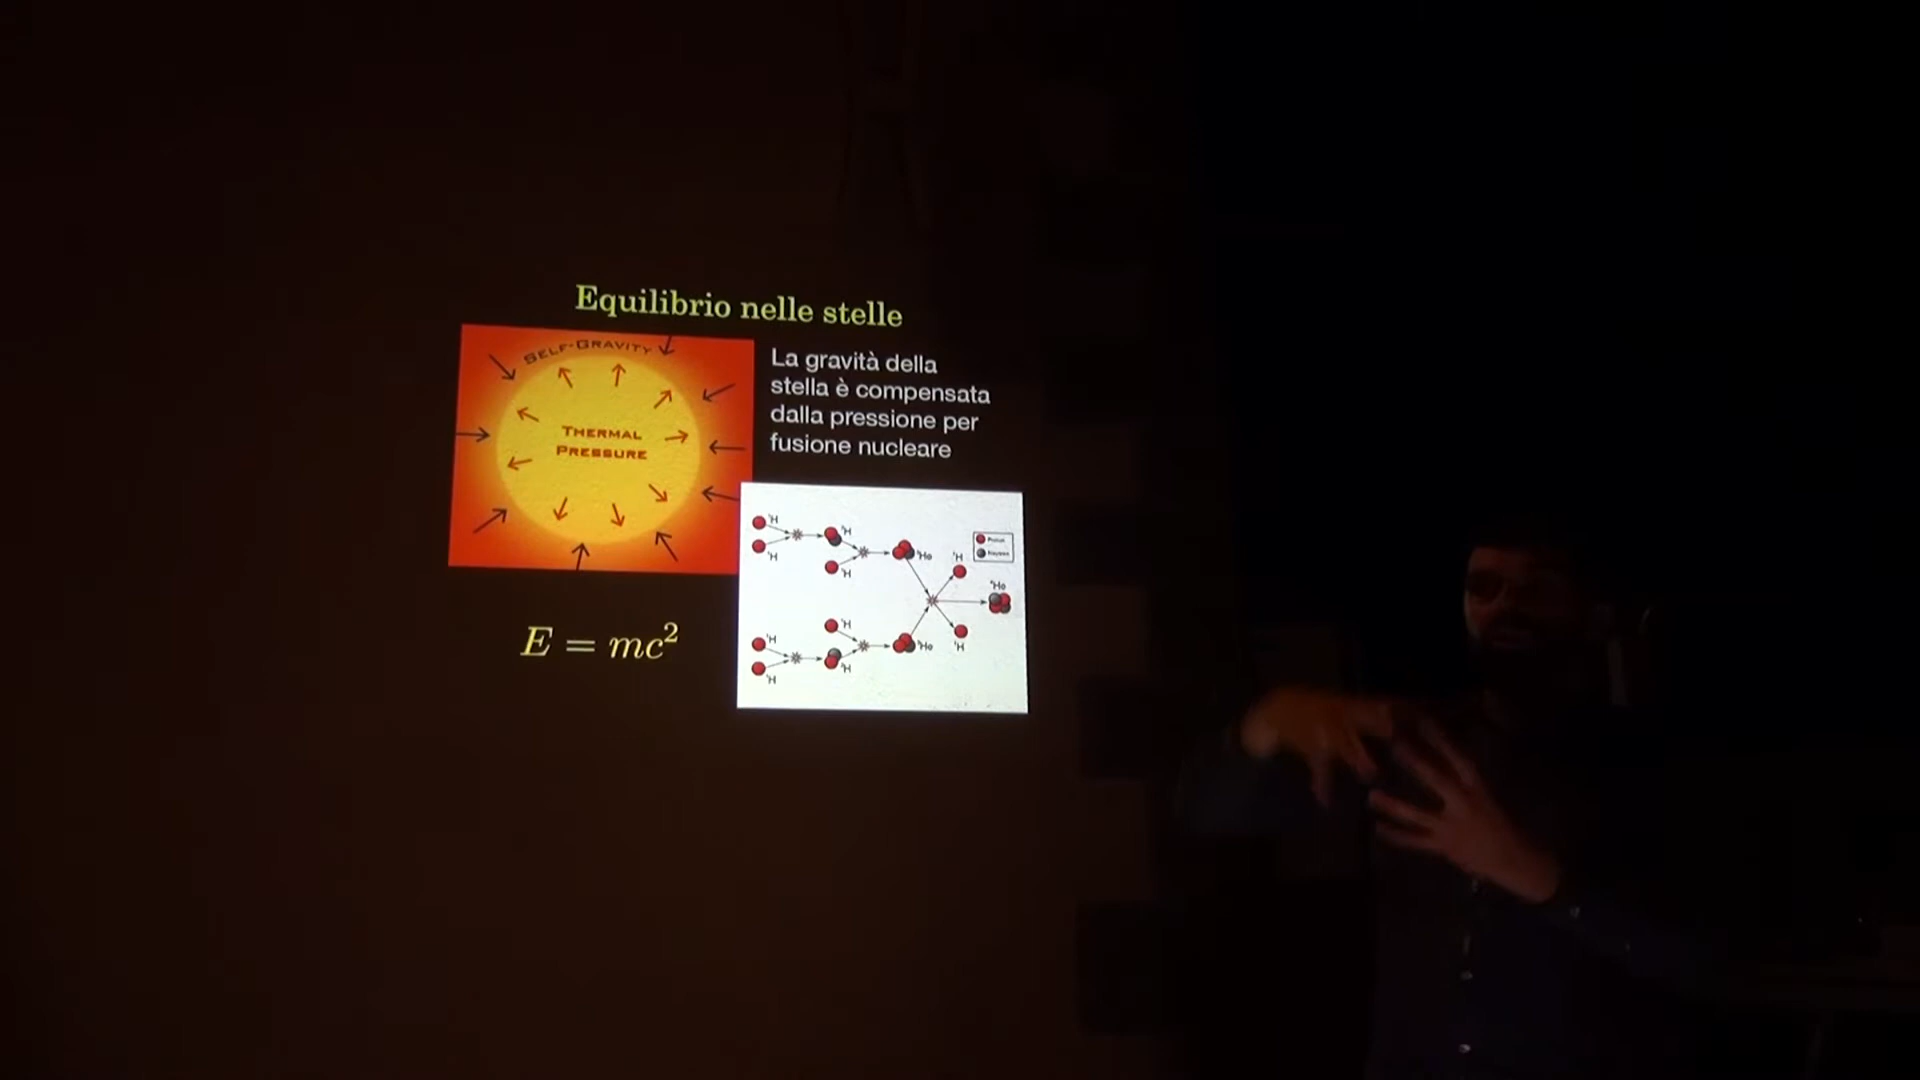 Equilibrio nelle stelle
SELF-GRAVITY
THERMAL
PRESSURE
La gravità della
stella è compensata
dalla pressione per
fusione nucleare
E = mc²